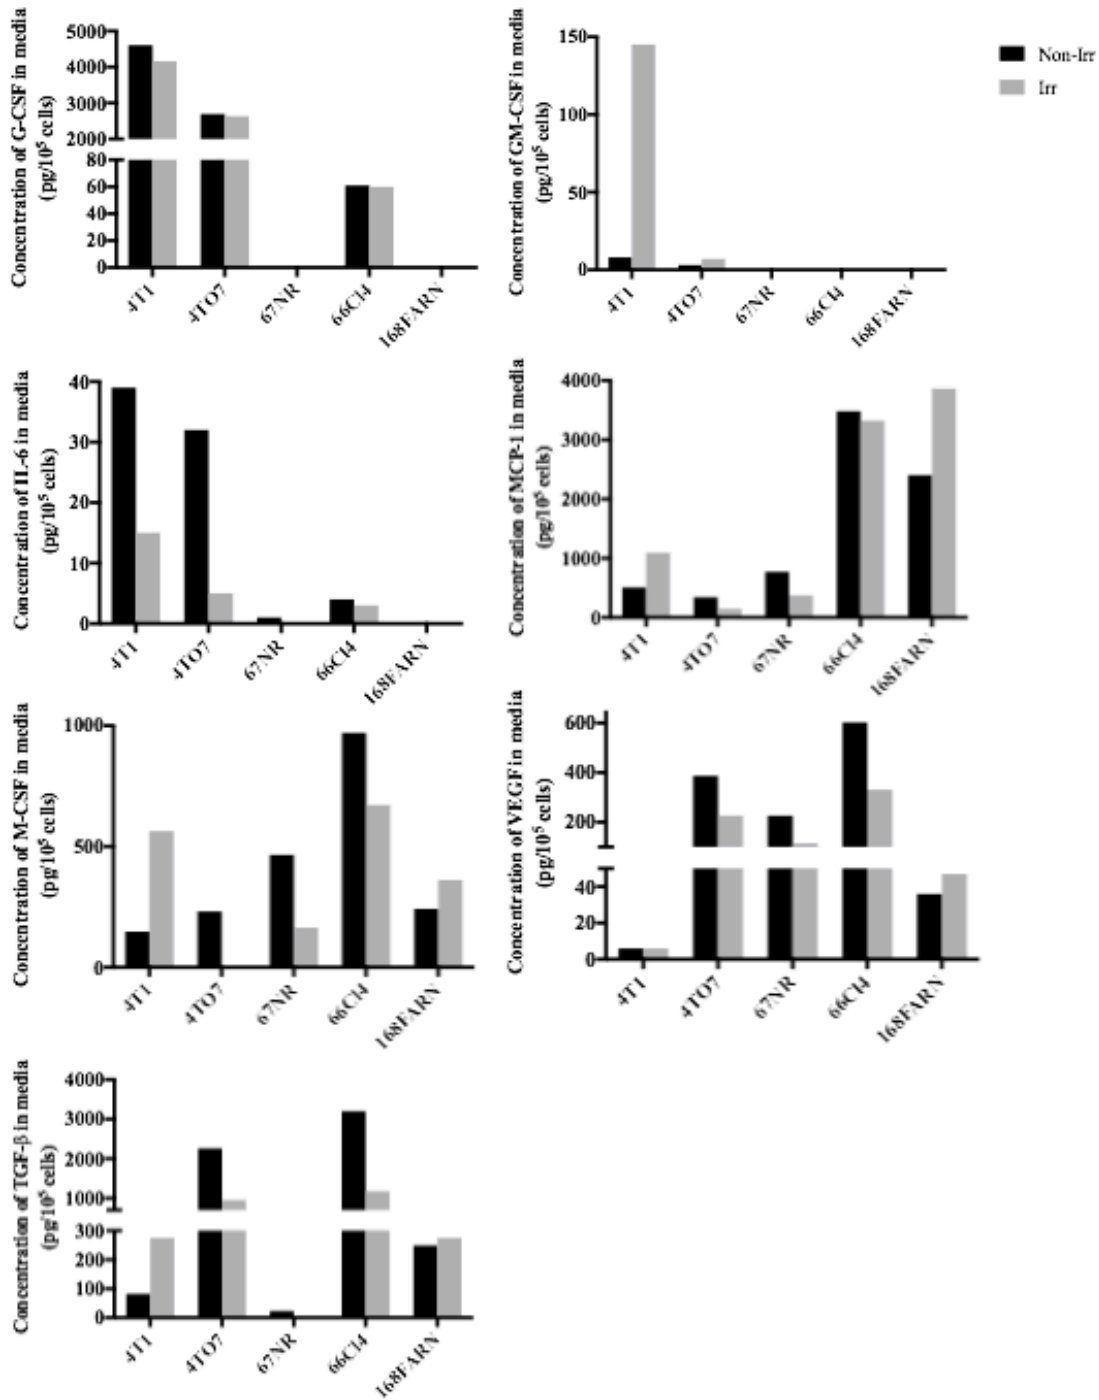 Concentration of G-CSF in media
(pg/10⁵ cells)
5000
4000
3000
2000
80
60
40
20
0
4T1
4TO7
67NR
66Cl4
168FARN
Concentration of GM-CSF in media
(pg/10⁵ cells)
150
100
50
0
4T1
4TO7
67NR
66Cl4
168FARN
Non-Irr
Irr
Concentration of IL-6 in media
(pg/10⁵ cells)
40
30
20
10
0
4T1
4TO7
67NR
66Cl4
168FARN
Concentration of MCP-1 in media
(pg/10⁵ cells)
4000
3000
2000
1000
0
4T1
4TO7
67NR
66Cl4
168FARN
Concentration of M-CSF in media
(pg/10⁵ cells)
1000
500
0
4T1
4TO7
67NR
66Cl4
168FARN
Concentration of VEGF in media
(pg/10⁵ cells)
600
400
200
40
20
0
4T1
4TO7
67NR
66Cl4
168FARN
Concentration of TGF-β in media
(pg/10⁵ cells)
4000
3000
2000
1000
300
200
100
0
4T1
4TO7
67NR
66Cl4
168FARN